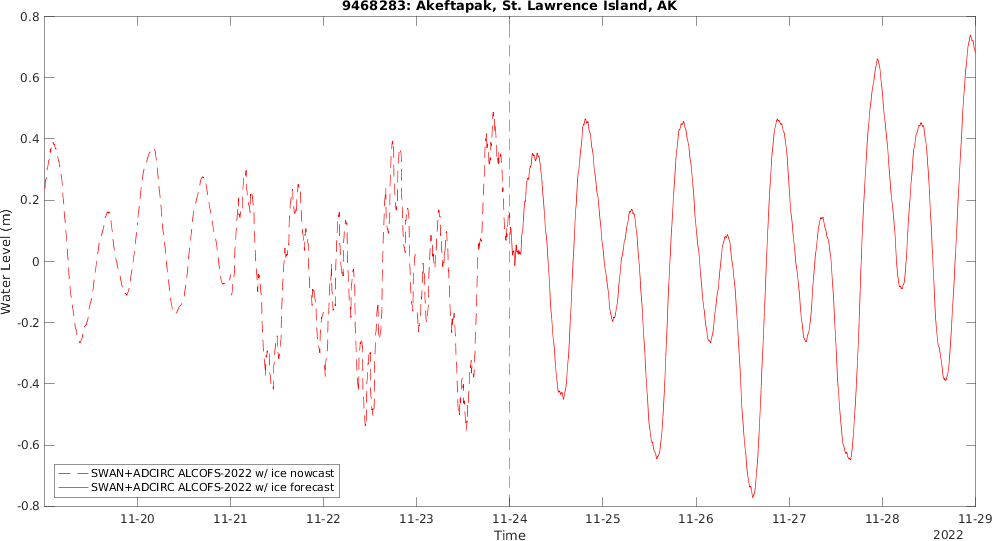 9468283: Akeftapak, St. Lawrence Island, AK
0.8
0.6
0.4
0.2
0
-0.2
-0.4
-0.6
-0.8
Water Level (m)
SWAN+ADCIRC ALCOFS-2022 w/ ice nowcast
SWAN+ADCIRC ALCOFS-2022 w/ ice forecast
11-20 11-21 11-22 11-23 11-24 11-25 11-26 11-27 11-28 11-29
Time
2022